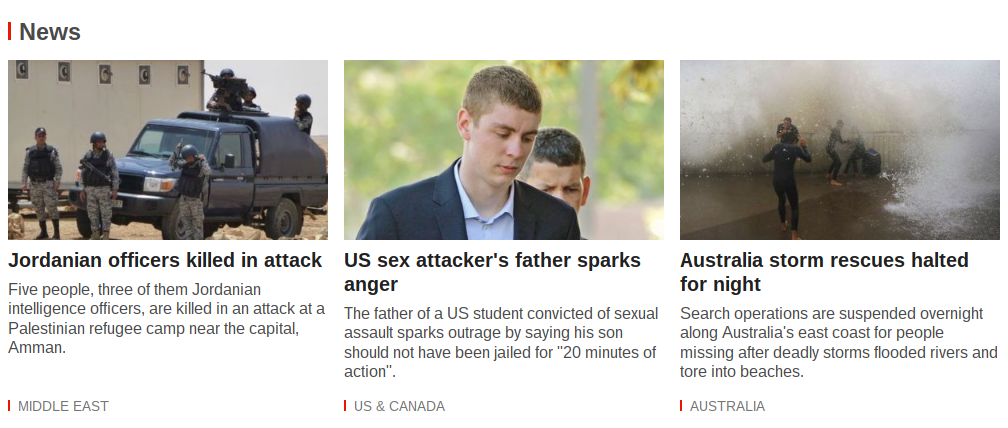 News
Jordanian officers killed in attack
Five people, three of them Jordanian
intelligence officers, are killed in an attack at a
Palestinian refugee camp near the capital,
Amman.
MIDDLE EAST
US sex attacker's father sparks
anger
The father of a US student convicted of sexual
assault sparks outrage by saying his son
should not have been jailed for "20 minutes of
action".
US & CANADA
Australia storm rescues halted
for night
Search operations are suspended overnight
along Australia's east coast for people
missing after deadly storms flooded rivers and
tore into beaches.
AUSTRALIA